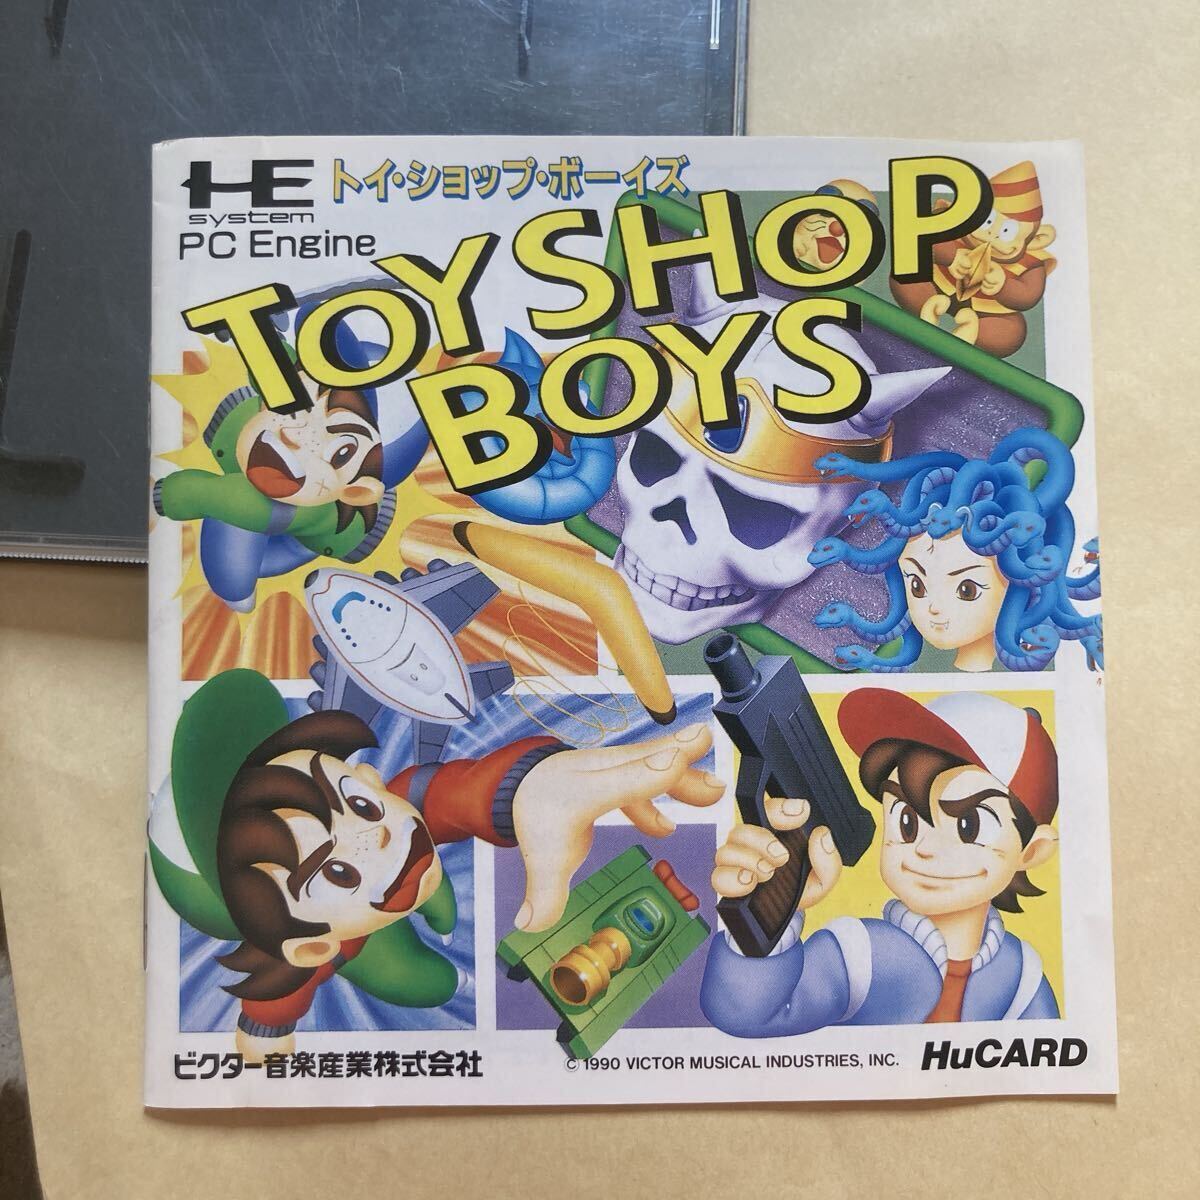 HE
system
PC Engine
トイ・ショップ・ボーイズ
TOY SHOP
BOYS
ビクター音楽産業株式会社
© 1990 VICTOR MUSICAL INDUSTRIES, INC.
HuCARD